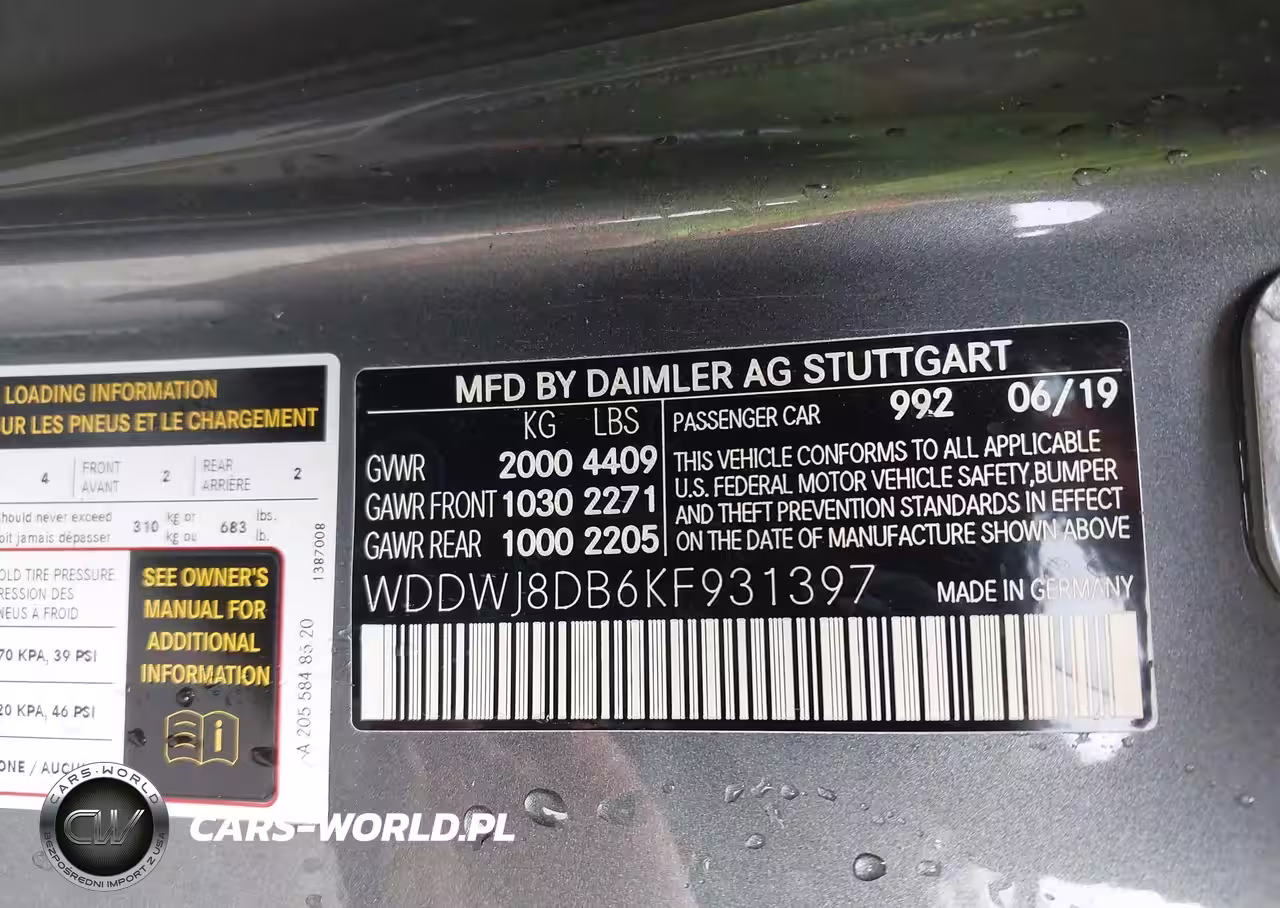 LOADING INFORMATION
UR LES PNEUS ET LE CHARGEMENT
4 FRONT AVANT 2 REAR ARRIÈRE 2
hould never exceed 310 kg or 683 lbs.
oit jamais dépasser kg ou lb.
OLD TIRE PRESSURE
RESSION DES
NEUS À FROID
70 KPA, 39 PSI
20 KPA, 46 PSI
ONE /
SEE OWNER'S
MANUAL FOR
ADDITIONAL
INFORMATION
i
1387008
A 205 584 85 20
MFD BY DAIMLER AG STUTTGART
KG LBS
GVWR 2000 4409
GAWR FRONT 1030 2271
GAWR REAR 1000 2205
PASSENGER CAR 992 06/19
THIS VEHICLE CONFORMS TO ALL APPLICABLE
U.S. FEDERAL MOTOR VEHICLE SAFETY,BUMPER
AND THEFT PREVENTION STANDARDS IN EFFECT
ON THE DATE OF MANUFACTURE SHOWN ABOVE
WDDWJ8DB6KF931397 MADE IN GERMANY
CARS-WORLD
CW
BEZPOŚREDNI IMPORT Z USA
CARS-WORLD.PL